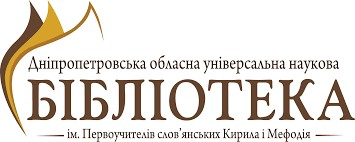 Дніпропетровська обласна універсальна наукова
БІБЛІОТЕКА
ім. Первоучителів слов'янських Кирила і Мефодія